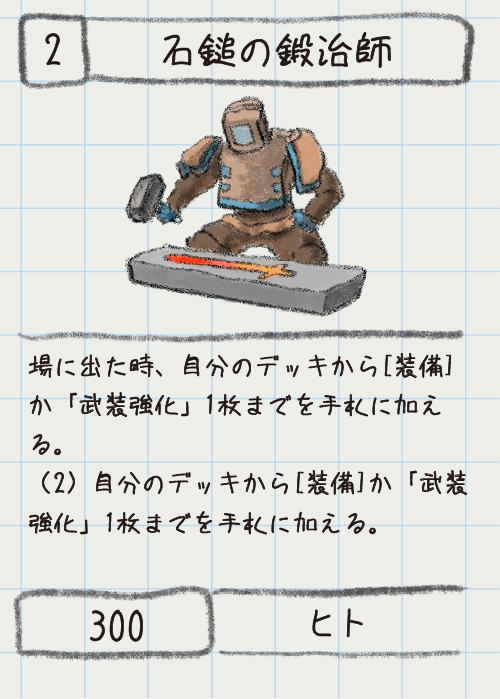 2
石鎚の鍛冶師
場に出た時、自分のデッキから[装備]
か「武装強化」1枚までを手札に加え
る。
（2）自分のデッキから[装備]か「武装
強化」1枚までを手札に加える。
300
ヒト